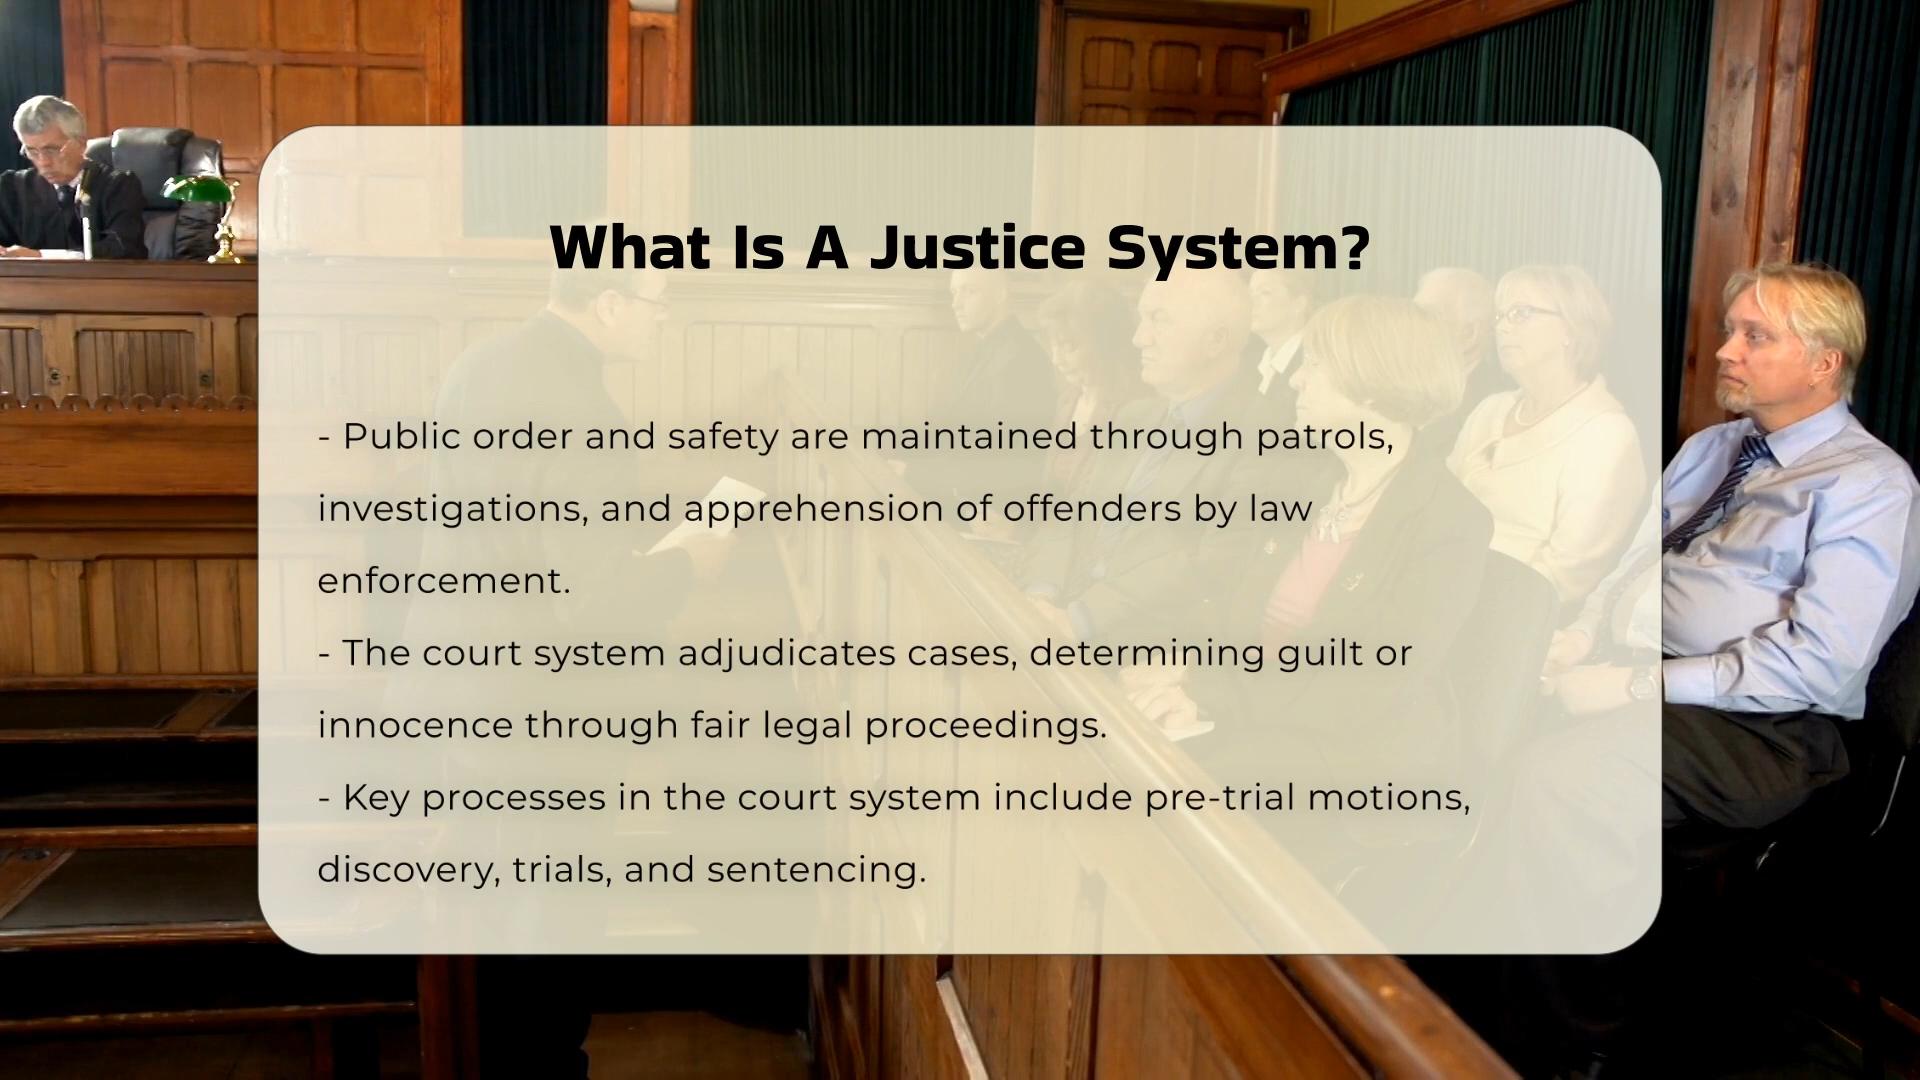 What Is A Justice System?
- Public order and safety are maintained through patrols,
investigations, and apprehension of offenders by law
enforcement.
- The court system adjudicates cases, determining guilt or
innocence through fair legal proceedings.
- Key processes in the court system include pre-trial motions,
discovery, trials, and sentencing.